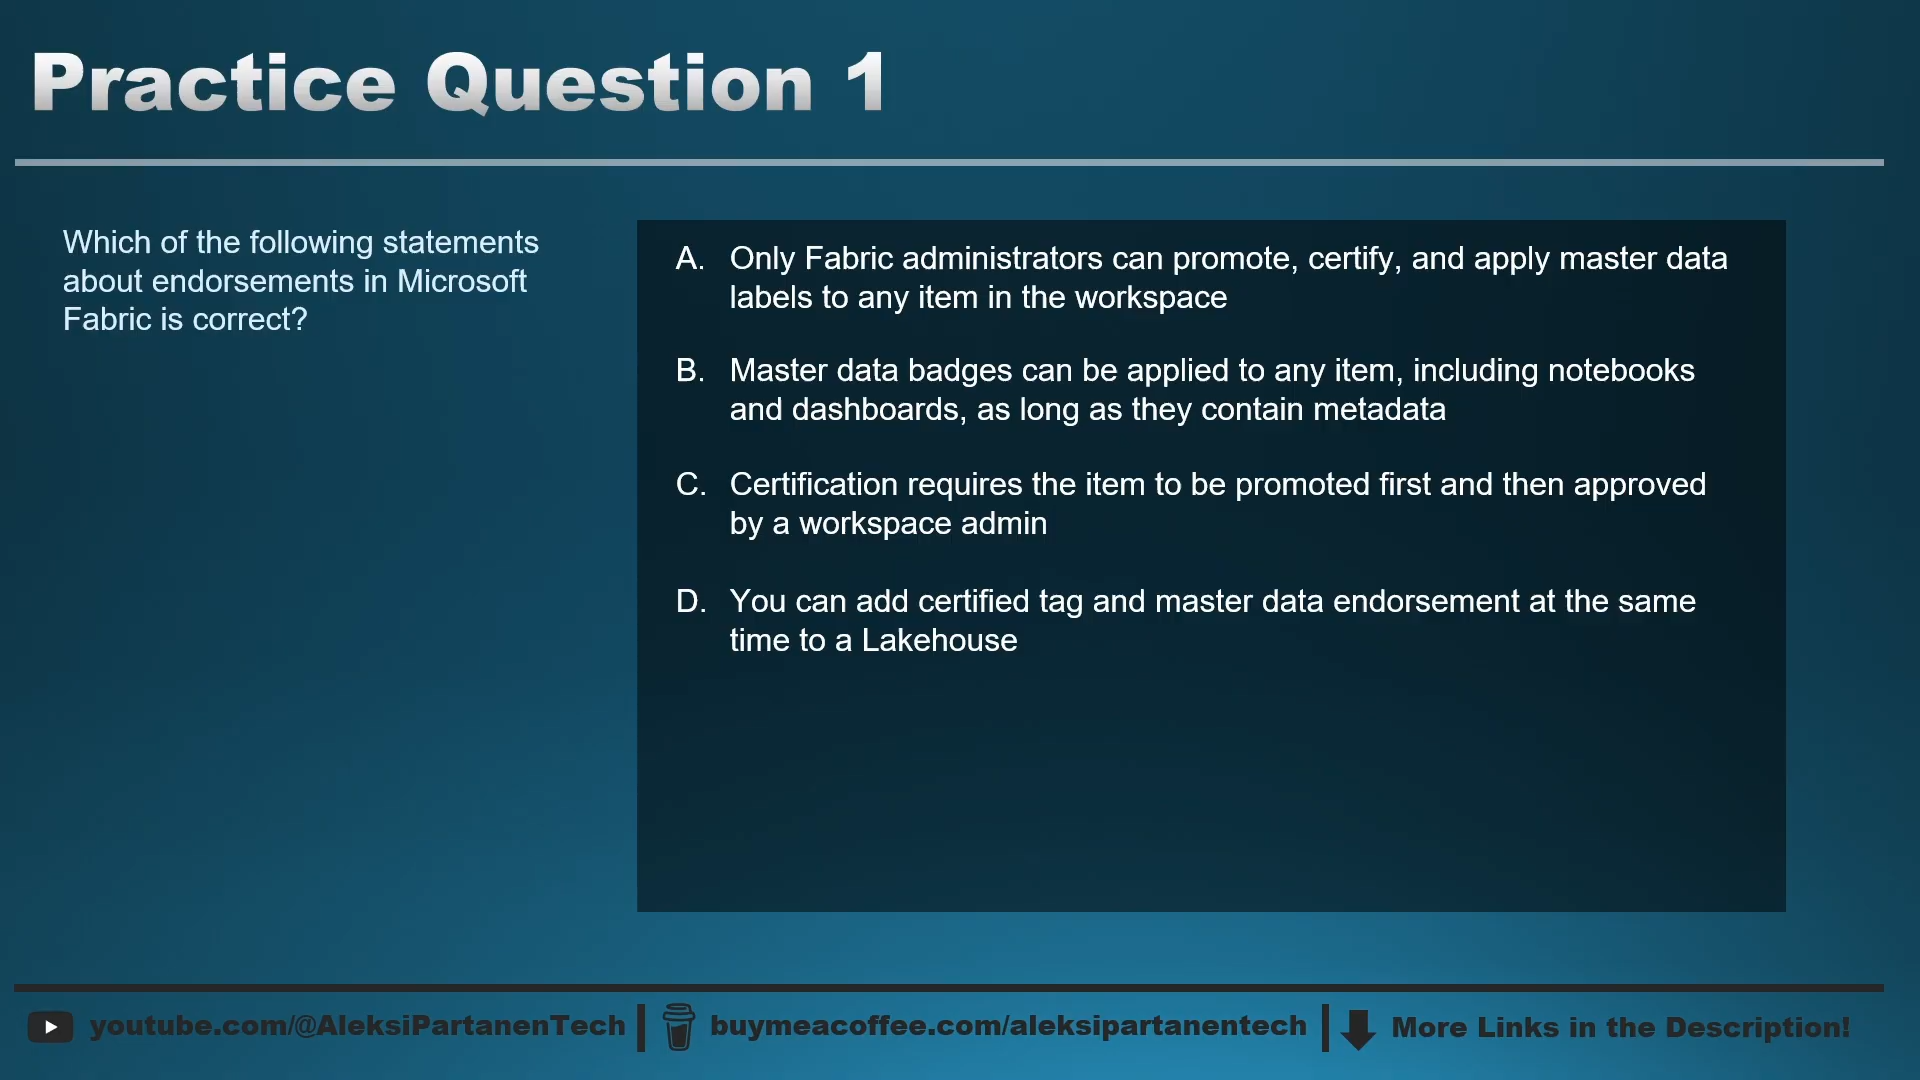 Practice Question 1
Which of the following statements
about endorsements in Microsoft
Fabric is correct?
A. Only Fabric administrators can promote, certify, and apply master data
labels to any item in the workspace
B. Master data badges can be applied to any item, including notebooks
and dashboards, as long as they contain metadata
C. Certification requires the item to be promoted first and then approved
by a workspace admin
D. You can add certified tag and master data endorsement at the same
time to a Lakehouse
youtube.com/@AleksiPartanenTech
buymeacoffee.com/aleksipartanentech
More Links in the Description!